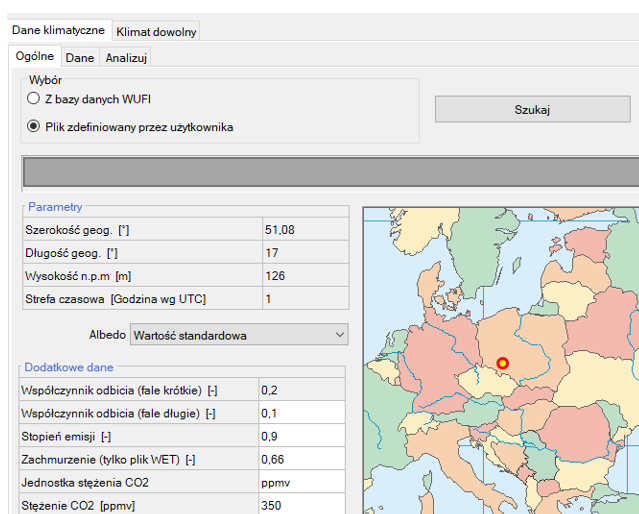 Dane klimatyczne Klimat dowolny
Ogólne Dane Analizuj
Wybór
Z bazy danych WUFI
Plik zdefiniowany przez użytkownika
Szukaj
Parametry
Szerokość geog. [°] 51,08
Długość geog. [°] 17
Wysokość n.p.m [m] 126
Strefa czasowa [Godzina wg UTC] 1
Albedo Wartość standardowa
Dodatkowe dane
Współczynnik odbicia (fale krótkie) [-] 0,2
Współczynnik odbicia (fale długie) [-] 0,1
Stopień emisji [-] 0,9
Zachmurzenie (tylko plik WET) [-] 0,66
Jednostka stężenia CO2 ppmv
Stężenie CO2 [ppmv] 350